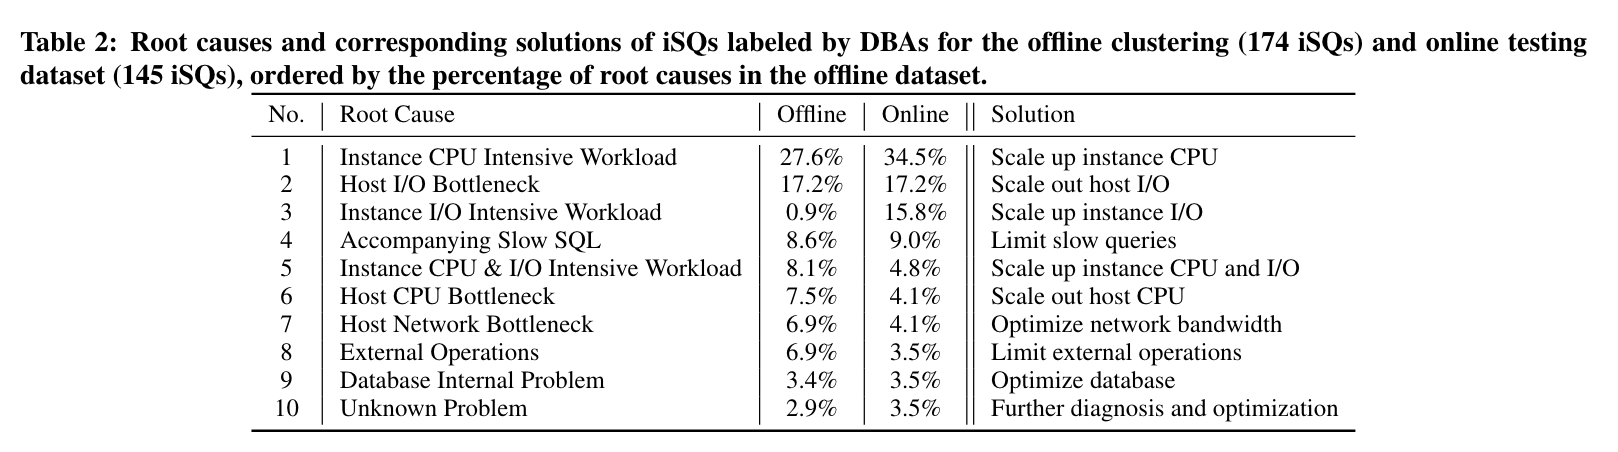 Table 2: Root causes and corresponding solutions of iSQs labeled by DBAs for the offline clustering (174 iSQs) and online testing
dataset (145 iSQs), ordered by the percentage of root causes in the offline dataset.
No. Root Cause Offline Online Solution
1 Instance CPU Intensive Workload 27.6% 34.5% Scale up instance CPU
2 Host I/O Bottleneck 17.2% 17.2% Scale out host I/O
3 Instance I/O Intensive Workload 0.9% 15.8% Scale up instance I/O
4 Accompanying Slow SQL 8.6% 9.0% Limit slow queries
5 Instance CPU & I/O Intensive Workload 8.1% 4.8% Scale up instance CPU and I/O
6 Host CPU Bottleneck 7.5% 4.1% Scale out host CPU
7 Host Network Bottleneck 6.9% 4.1% Optimize network bandwidth
8 External Operations 6.9% 3.5% Limit external operations
9 Database Internal Problem 3.4% 3.5% Optimize database
10 Unknown Problem 2.9% 3.5% Further diagnosis and optimization